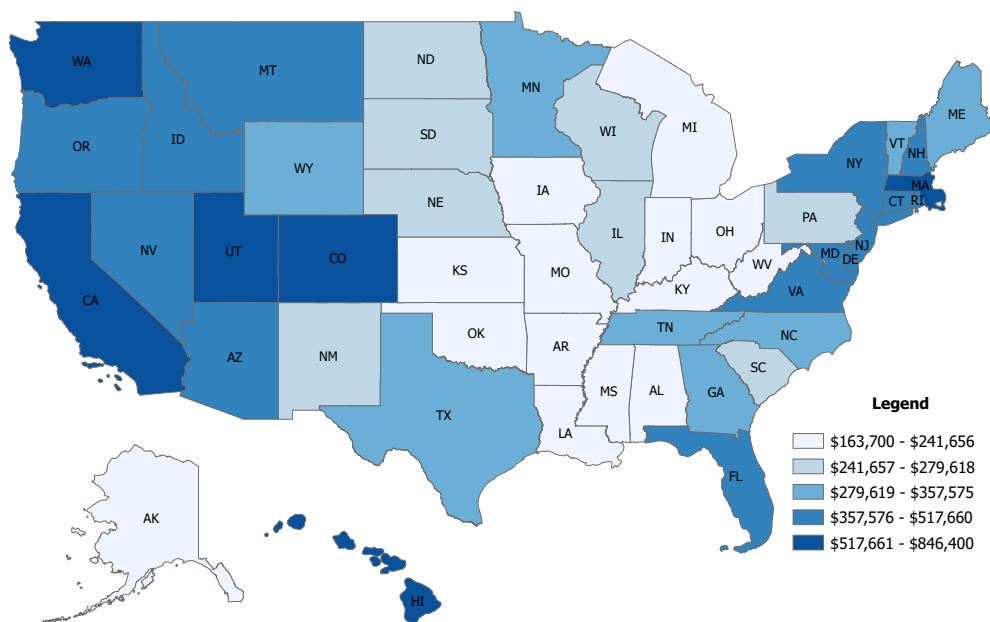 WA
MT
ND
MN
ME
OR
ID
SD
WI
MI
VT
NH
NY
WY
MA
CT
RI
IA
NE
PA
NV
UT
CO
IL
IN
OH
NJ
MD
DE
KS
MO
WV
KY
VA
CA
AZ
NM
OK
AR
TN
NC
SC
MS
AL
GA
TX
LA
FL
AK
HI
Legend
$163,700 - $241,656
$241,657 - $279,618
$279,619 - $357,575
$357,576 - $517,660
$517,661 - $846,400